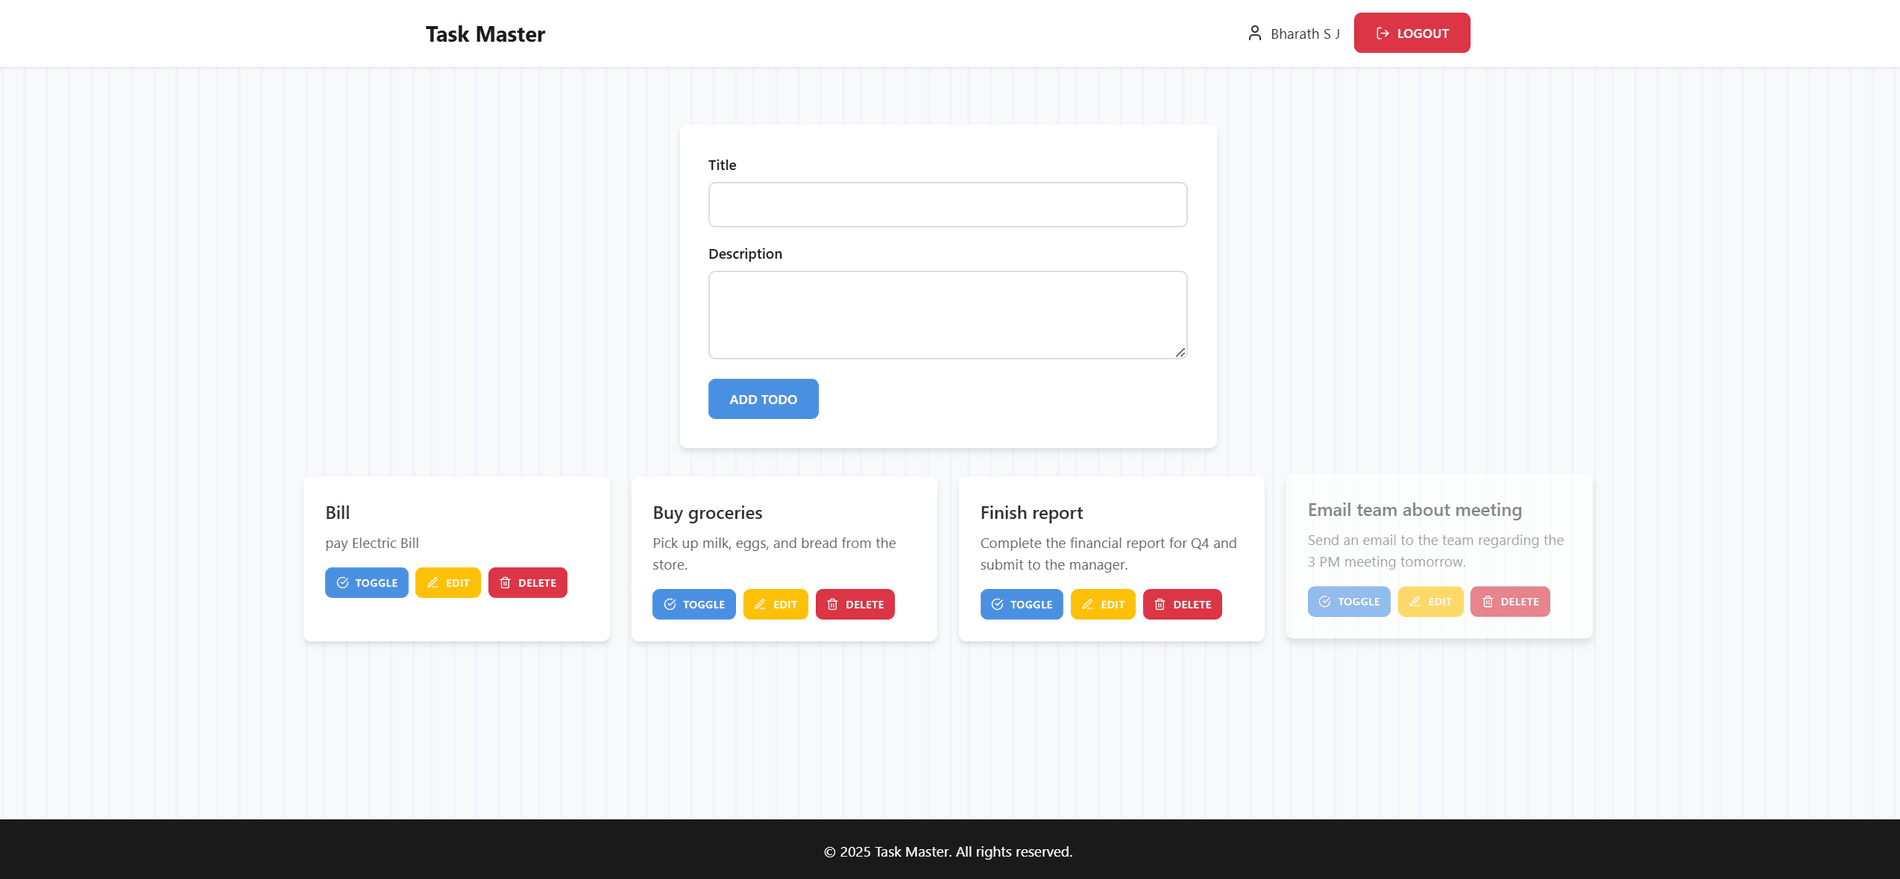 Task Master
Bharath S J
LOGOUT
Title
Description
ADD TODO
Bill
pay Electric Bill
TOGGLE EDIT DELETE
Buy groceries
Pick up milk, eggs, and bread from the
store.
TOGGLE EDIT DELETE
Finish report
Complete the financial report for Q4 and
submit to the manager.
TOGGLE EDIT DELETE
Email team about meeting
Send an email to the team regarding the
3 PM meeting tomorrow.
TOGGLE EDIT DELETE
© 2025 Task Master. All rights reserved.